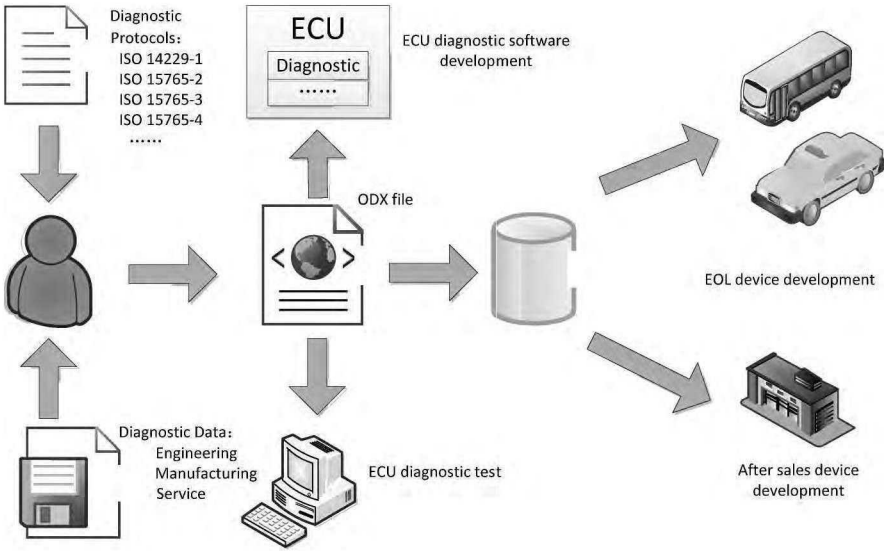 Diagnostic
Protocols:
ISO 14229-1
ISO 15765-2
ISO 15765-3
ISO 15765-4
……
ECU
Diagnostic
……
ECU diagnostic software
development
ODX file
< >
EOL device development
Diagnostic Data:
Engineering
Manufacturing
Service
ECU diagnostic test
After sales device
development